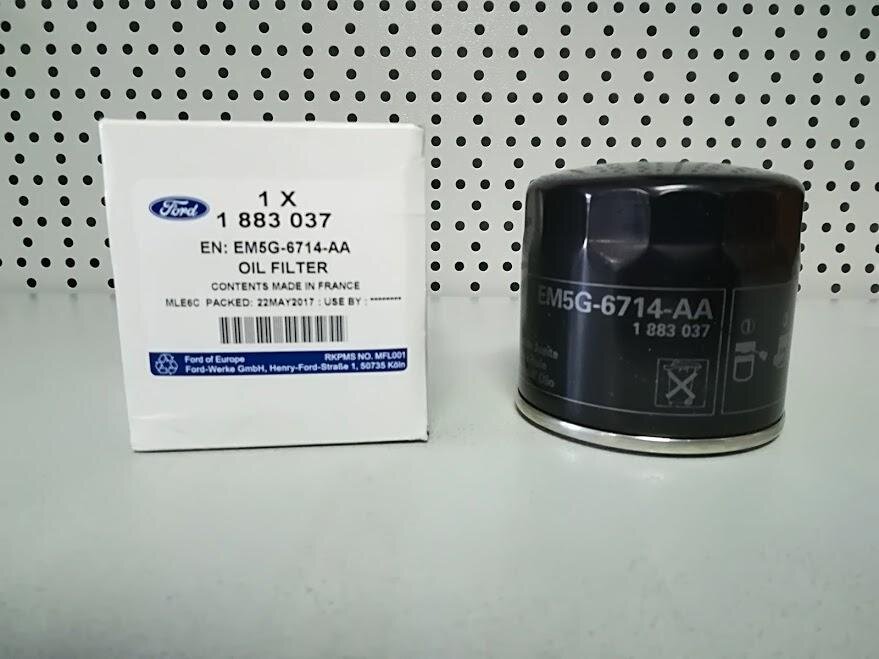 Ford
1 X
1 883 037
EN: EM5G-6714-AA
OIL FILTER
CONTENTS MADE IN FRANCE
MLE6C PACKED: 22MAY2017 : USE BY : ********
Ford of Europe RKPMS NO. MFL001
Ford-Werke GmbH, Henry-Ford-Straße 1, 50735 Köln
EM5G-6714-AA
1 883 037
Aceite
1